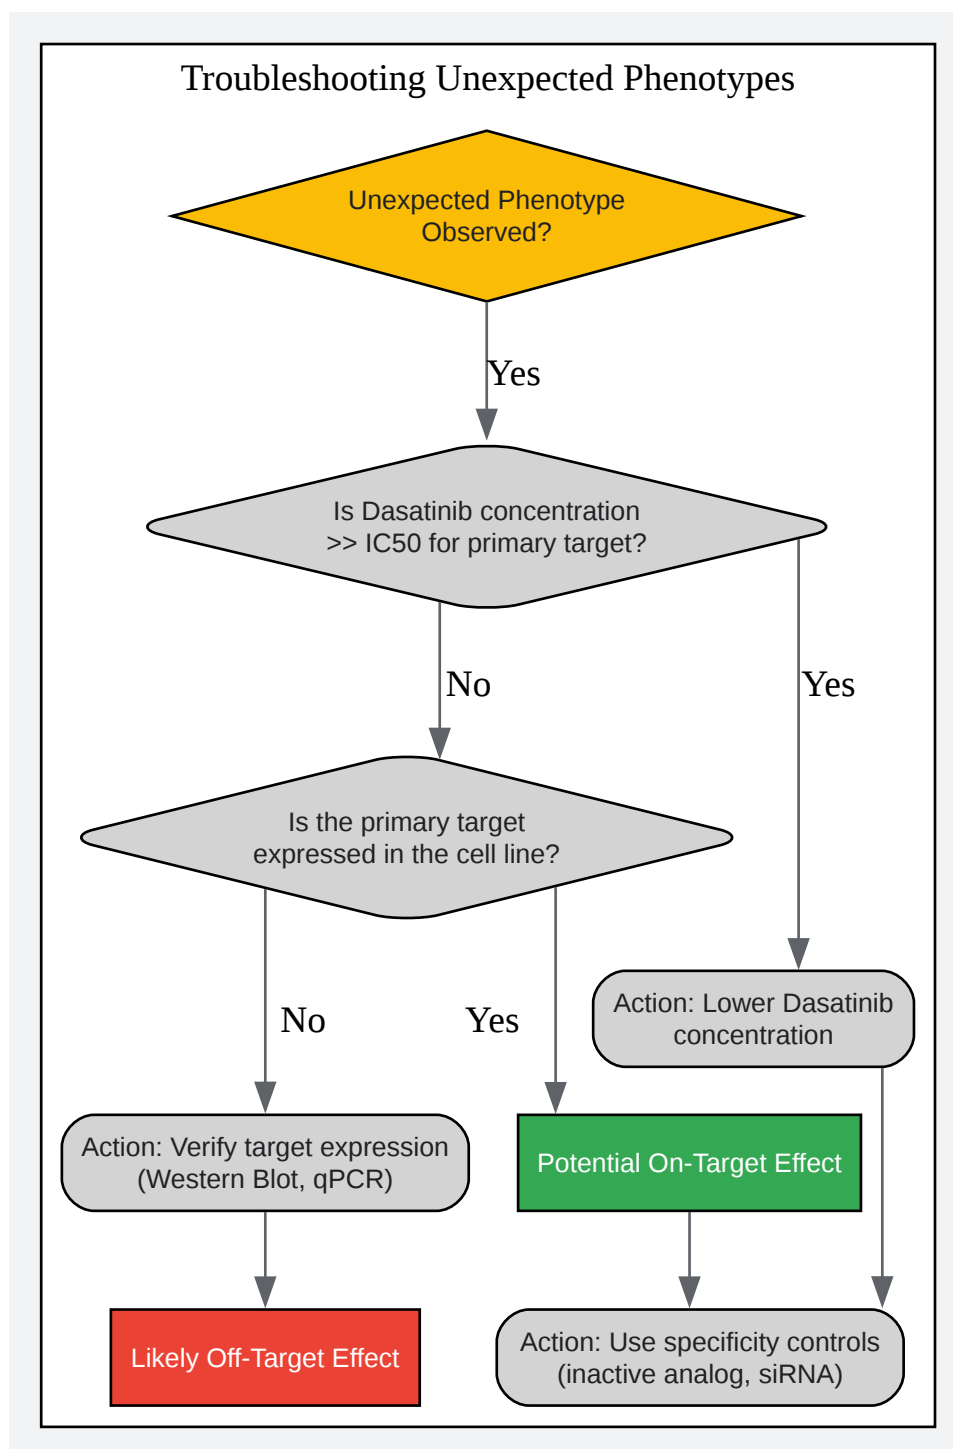 Troubleshooting Unexpected Phenotypes
Unexpected Phenotype
Observed?
Yes
Is Dasatinib concentration
>> IC50 for primary target?
No
Yes
Is the primary target
expressed in the cell line?
No
Yes
Action: Lower Dasatinib
concentration
Action: Verify target expression
(Western Blot, qPCR)
Potential On-Target Effect
Likely Off-Target Effect
Action: Use specificity controls
(inactive analog, siRNA)